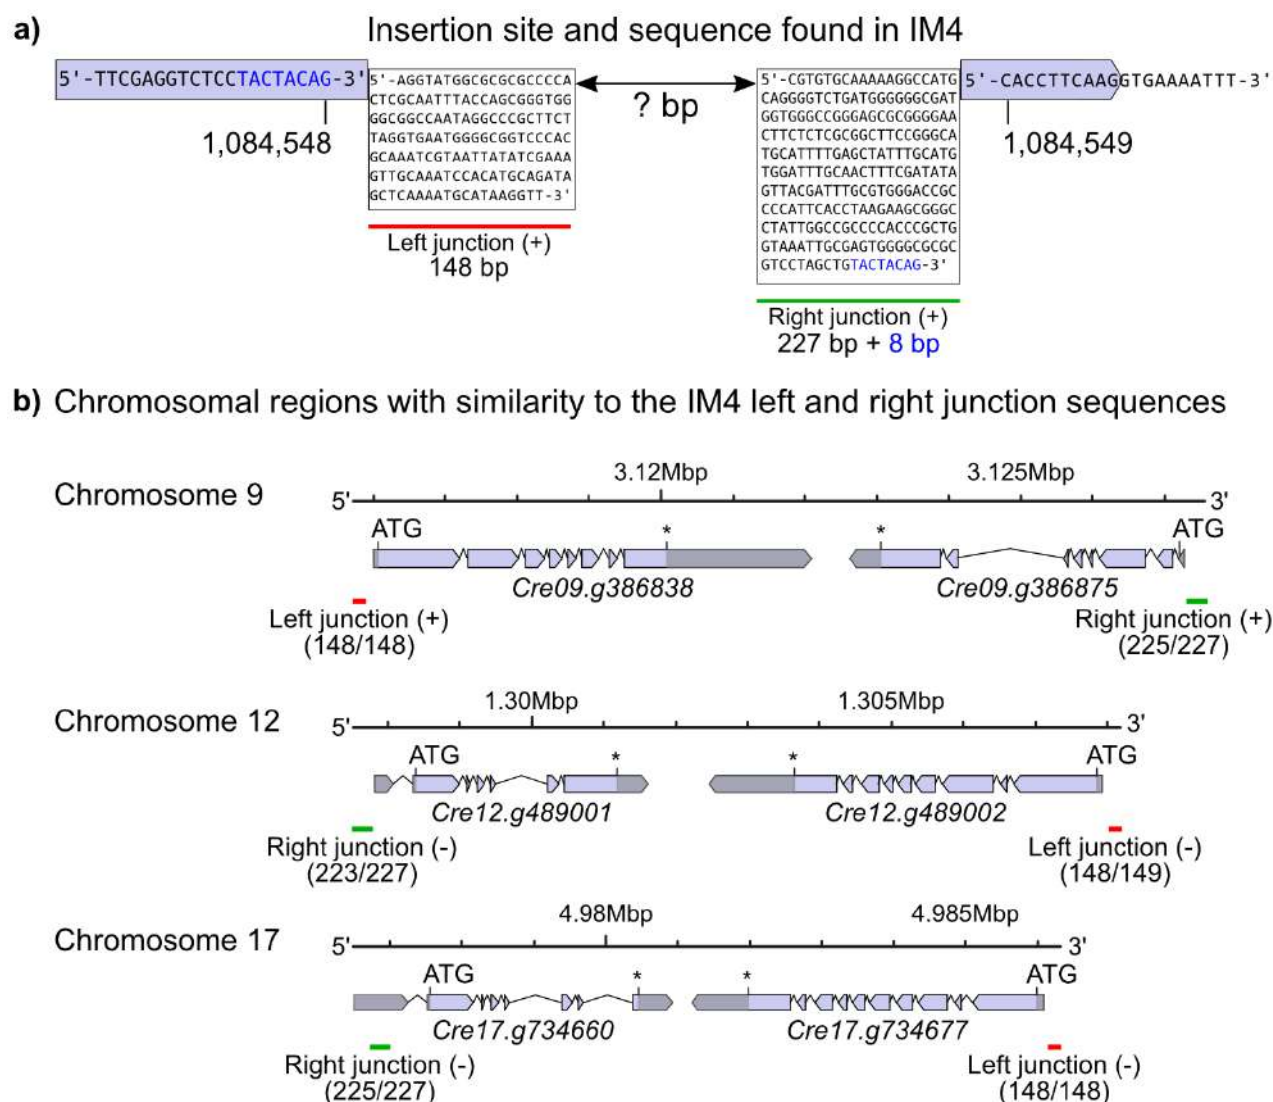 a)
Insertion site and sequence found in IM4
5'-TTCGAGGTCTCCTACTACAG-3'
1,084,548
5'-AGGTATGGCGCGCGCCCCA
CTCGCAATTTACCAGCGGGTGG
GGCGGCCAATAGGCCCGCTTCT
TAGGTGAATGGGGCGGTCCCAC
GCAAATCGTAATTATATCGAAA
GTTGCAAATCCACATGCAGATA
GCTCAAAATGCATAAGGTT-3'
Left junction (+)
148 bp
? bp
5'-CGTGTGCAAAAAGGCCATG
CAGGGGTCTGATGGGGGGCGAT
GGTGGGCCGGGAGCGCGGGGAA
CTTCTCTCGCGGCTTCCGGGCA
TGCATTTTGAGCTATTTGCATG
TGGATTTGCAACTTTCGATATA
GTTACGATTTGCGTGGGACCGC
CCCATTCACCTAAGAAGCGGGC
CTATTGGCCGCCCCACCCGCTG
GTAAATTGCGAGTGGGGCGCGC
GTCCTAGCTGTACTACAG-3'
Right junction (+)
227 bp + 8 bp
5'-CACCTTCAAGGTGAAAATTT-3'
1,084,549
b) Chromosomal regions with similarity to the IM4 left and right junction sequences
Chromosome 9
3.12Mbp 3.125Mbp
5' 3'
ATG * * ATG
Cre09.g386838 Cre09.g386875
Left junction (+) Right junction (+)
(148/148) (225/227)
Chromosome 12
1.30Mbp 1.305Mbp
5' 3'
ATG * * ATG
Cre12.g489001 Cre12.g489002
Right junction (-) Left junction (-)
(223/227) (148/149)
Chromosome 17
4.98Mbp 4.985Mbp
5' 3'
ATG * * ATG
Cre17.g734660 Cre17.g734677
Right junction (-) Left junction (-)
(225/227) (148/148)